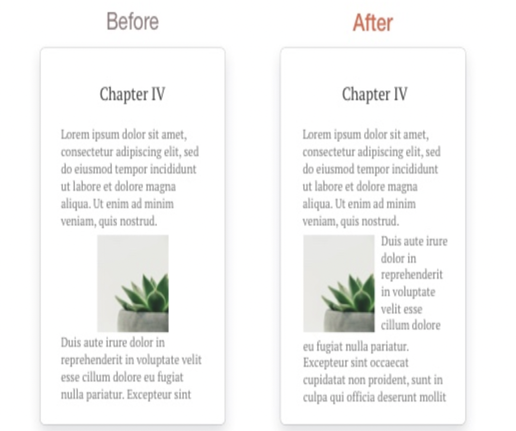 Before
Chapter IV
Lorem ipsum dolor sit amet,
consectetur adipiscing elit, sed
do eiusmod tempor incididunt
ut labore et dolore magna
aliqua. Ut enim ad minim
veniam, quis nostrud.
Duis aute irure dolor in
reprehenderit in voluptate velit
esse cillum dolore eu fugiat
nulla pariatur. Excepteur sint
After
Chapter IV
Lorem ipsum dolor sit amet,
consectetur adipiscing elit, sed
do eiusmod tempor incididunt
ut labore et dolore magna
aliqua. Ut enim ad minim
veniam, quis nostrud.
Duis aute irure
dolor in
reprehenderit
in voluptate
velit esse
cillum dolore
eu fugiat nulla pariatur.
Excepteur sint occaecat
cupidatat non proident, sunt in
culpa qui officia deserunt mollit